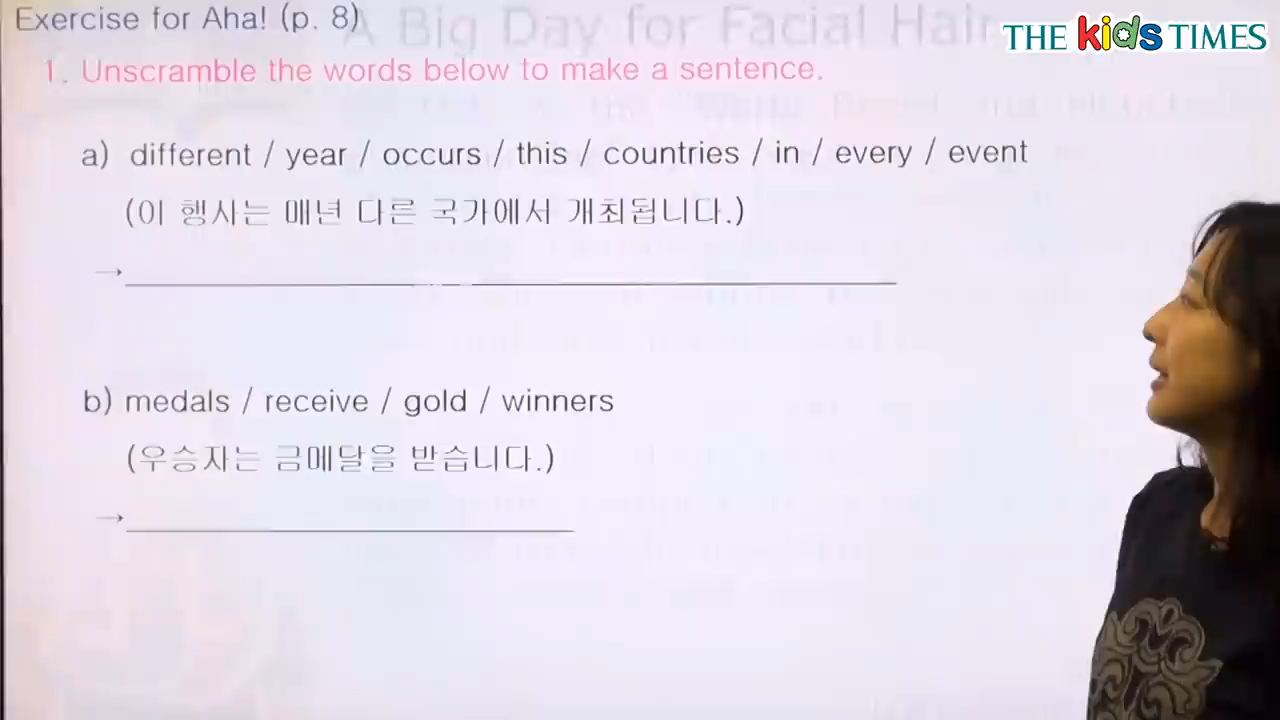 Exercise for Aha! (p. 8)
A Big Day for Facial Hair
THE kids TIMES
1. Unscramble the words below to make a sentence.
a) different / year / occurs / this / countries / in / every / event
(이 행사는 매년 다른 국가에서 개최됩니다.)
→
b) medals / receive / gold / winners
(우승자는 금메달을 받습니다.)
→